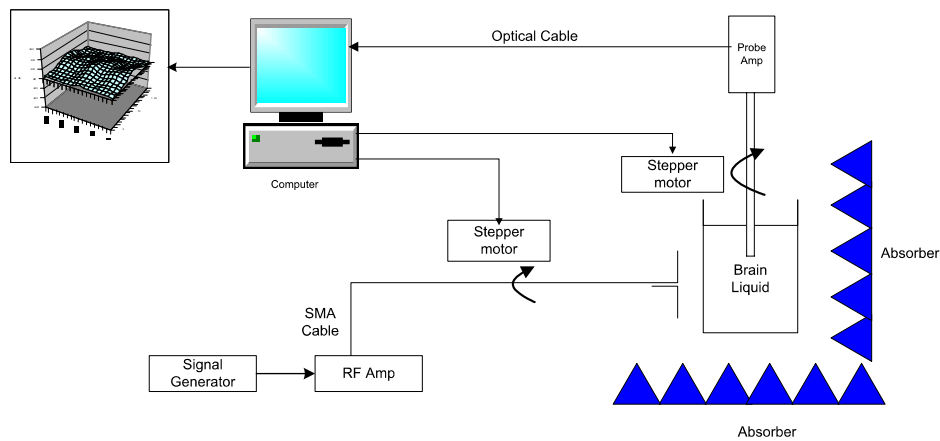 Optical Cable
Probe
Amp
Computer
Stepper
motor
Stepper
motor
Brain
Liquid
Absorber
SMA
Cable
Signal
Generator
RF Amp
Absorber